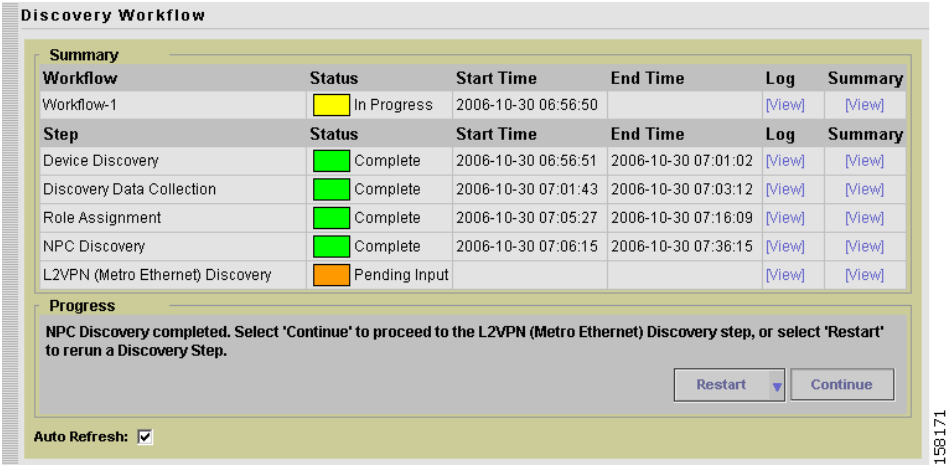 Discovery Workflow
Summary
Workflow Status Start Time End Time Log Summary
Workflow-1 In Progress 2006-10-30 06:56:50 [View] [View]
Step Status Start Time End Time Log Summary
Device Discovery Complete 2006-10-30 06:56:51 2006-10-30 07:01:02 [View] [View]
Discovery Data Collection Complete 2006-10-30 07:01:43 2006-10-30 07:03:12 [View] [View]
Role Assignment Complete 2006-10-30 07:05:27 2006-10-30 07:16:09 [View] [View]
NPC Discovery Complete 2006-10-30 07:06:15 2006-10-30 07:36:15 [View] [View]
L2VPN (Metro Ethernet) Discovery Pending Input [View] [View]
Progress
NPC Discovery completed. Select 'Continue' to proceed to the L2VPN (Metro Ethernet) Discovery step, or select 'Restart'
to rerun a Discovery Step.
Restart Continue
Auto Refresh:
158171